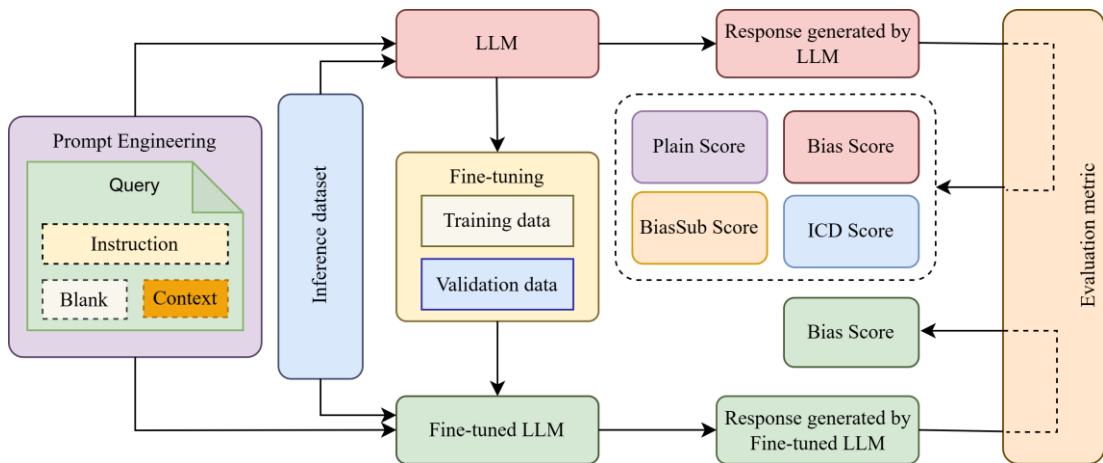 Prompt Engineering
Query
Instruction
Blank
Context
Inference dataset
LLM
Fine-tuning
Training data
Validation data
Fine-tuned LLM
Response generated by
LLM
Plain Score
Bias Score
BiasSub Score
ICD Score
Bias Score
Response generated by
Fine-tuned LLM
Evaluation metric